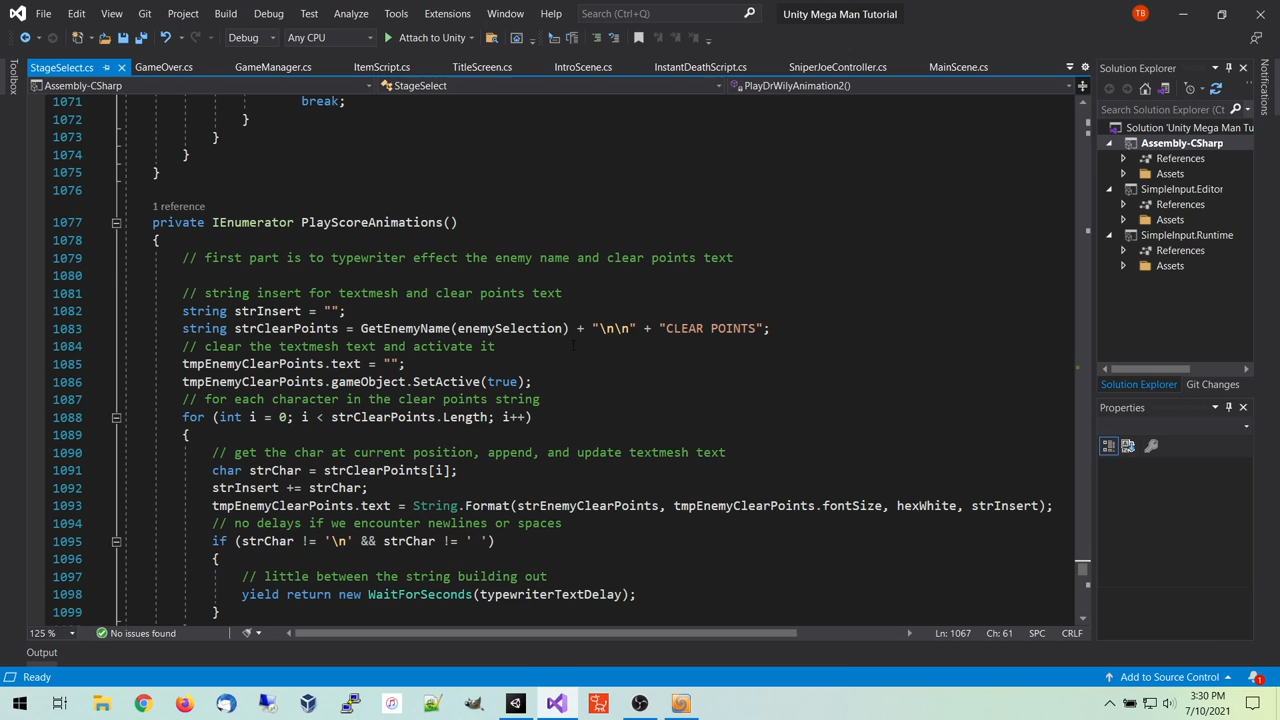 File Edit View Git Project Build Debug Test Analyze Tools Extensions Window Help Search (Ctrl+Q) Unity Mega Man Tutorial TB
Debug Any CPU Attach to Unity
StageSelect.cs GameOver.cs GameManager.cs ItemScript.cs TitleScreen.cs IntroScene.cs InstantDeathScript.cs SniperJoeController.cs MainScene.cs
Assembly-CSharp StageSelect PlayDrWilyAnimation2()
Toolbox
1071 break;
1072 }
1073 }
1074 }
1075 }
1076
1 reference
1077 private IEnumerator PlayScoreAnimations()
1078 {
1079 // first part is to typewriter effect the enemy name and clear points text
1080
1081 // string insert for textmesh and clear points text
1082 string strInsert = "";
1083 string strClearPoints = GetEnemyName(enemySelection) + "\n\n" + "CLEAR POINTS";
1084 // clear the textmesh text and activate it
1085 tmpEnemyClearPoints.text = "";
1086 tmpEnemyClearPoints.gameObject.SetActive(true);
1087 // for each character in the clear points string
1088 for (int i = 0; i < strClearPoints.Length; i++)
1089 {
1090 // get the char at current position, append, and update textmesh text
1091 char strChar = strClearPoints[i];
1092 strInsert += strChar;
1093 tmpEnemyClearPoints.text = String.Format(strEnemyClearPoints, tmpEnemyClearPoints.fontSize, hexWhite, strInsert);
1094 // no delays if we encounter newlines or spaces
1095 if (strChar != '\n' && strChar != ' ')
1096 {
1097 // little between the string building out
1098 yield return new WaitForSeconds(typewriterTextDelay);
1099 }
125 % No issues found Ln: 1067 Ch: 61 SPC CRLF
Output
Solution Explorer
Search Solution Explorer (Ct
Solution 'Unity Mega Man Tu
Assembly-CSharp
References
Assets
SimpleInput.Editor
References
Assets
SimpleInput.Runtime
References
Assets
Solution Explorer Git Changes
Properties
Notifications
Ready Add to Source Control 1
3:30 PM
7/10/2021